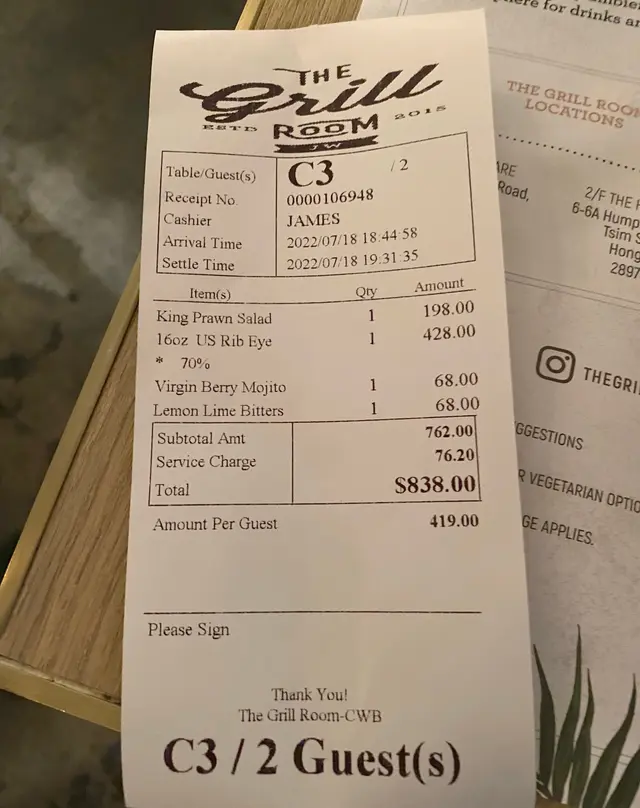 THE
Grill
ESTD ROOM 2015
JW
Table/Guest(s) C3 / 2
Receipt No. 0000106948
Cashier JAMES
Arrival Time 2022/07/18 18:44:58
Settle Time 2022/07/18 19:31:35
Item(s) Qty Amount
King Prawn Salad 1 198.00
16oz US Rib Eye 1 428.00
* 70%
Virgin Berry Mojito 1 68.00
Lemon Lime Bitters 1 68.00
Subtotal Amt 762.00
Service Charge 76.20
Total $838.00
Amount Per Guest 419.00
Please Sign
Thank You!
The Grill Room-CWB
C3 / 2 Guest(s)
for drinks
THE GRILL ROOM
LOCATIONS
Road,
2/F THE
6-6A
Tsim
Hong
2897
THEGRI
GGESTIONS
R VEGETARIAN OPTIO
GE APPLIES.